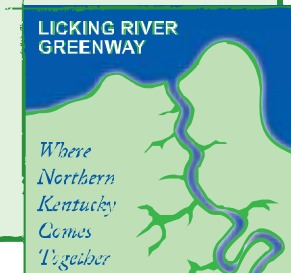 LICKING RIVER
GREENWAY
Where
Northern
Kentucky
Comes
Together